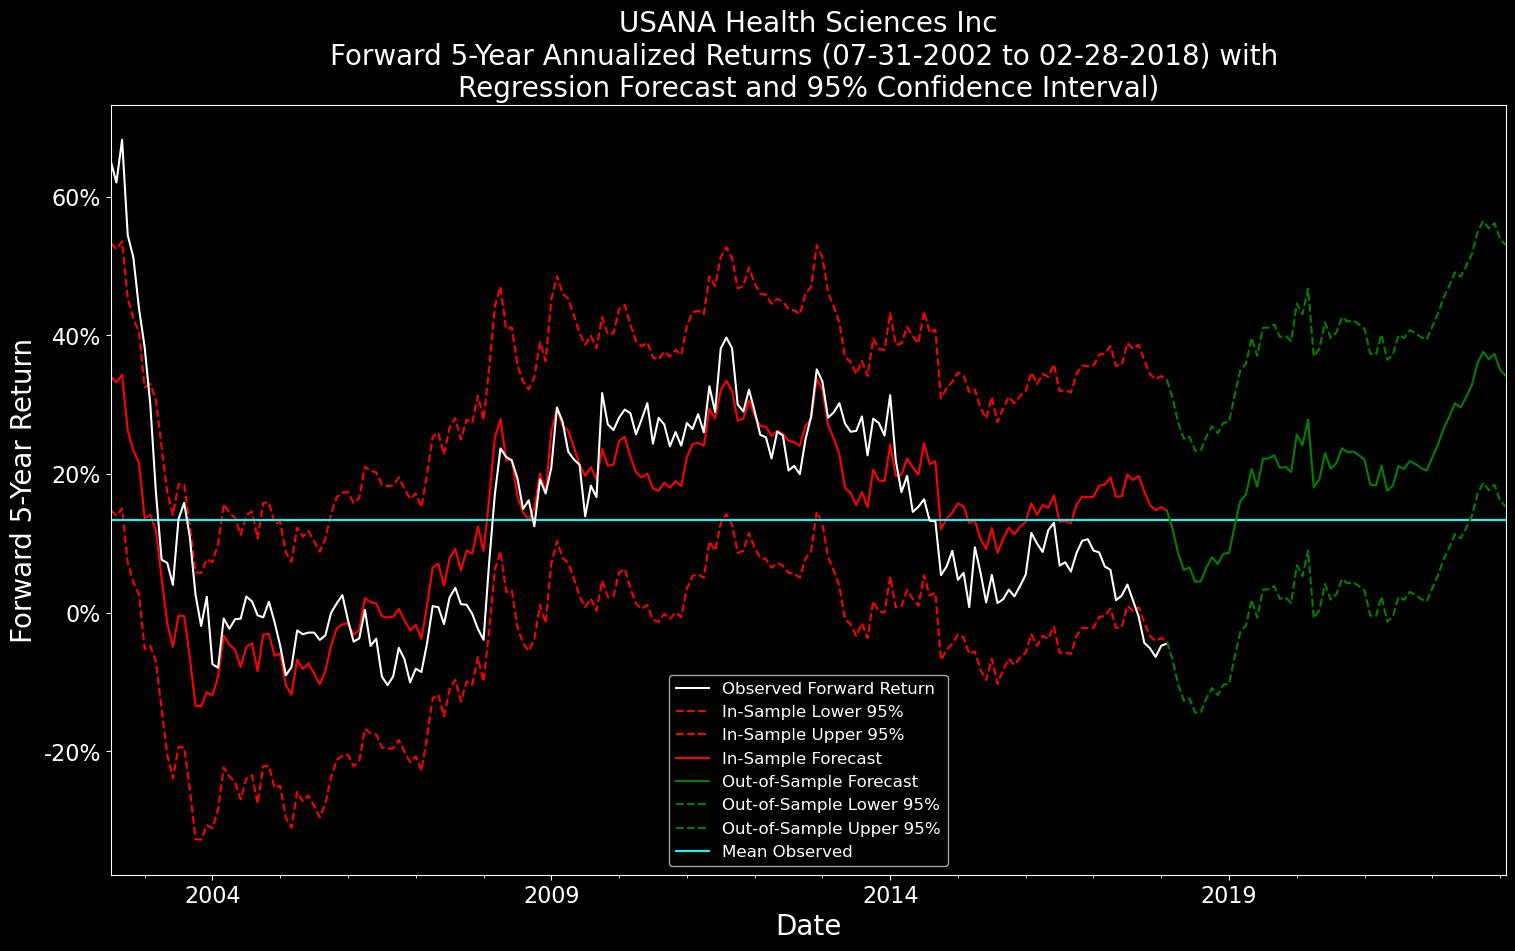 USANA Health Sciences Inc
Forward 5-Year Annualized Returns (07-31-2002 to 02-28-2018) with
Regression Forecast and 95% Confidence Interval)
Forward 5-Year Return
60%
40%
20%
0%
-20%
Observed Forward Return
In-Sample Lower 95%
In-Sample Upper 95%
In-Sample Forecast
Out-of-Sample Forecast
Out-of-Sample Lower 95%
Out-of-Sample Upper 95%
Mean Observed
2004 2009 2014 2019
Date